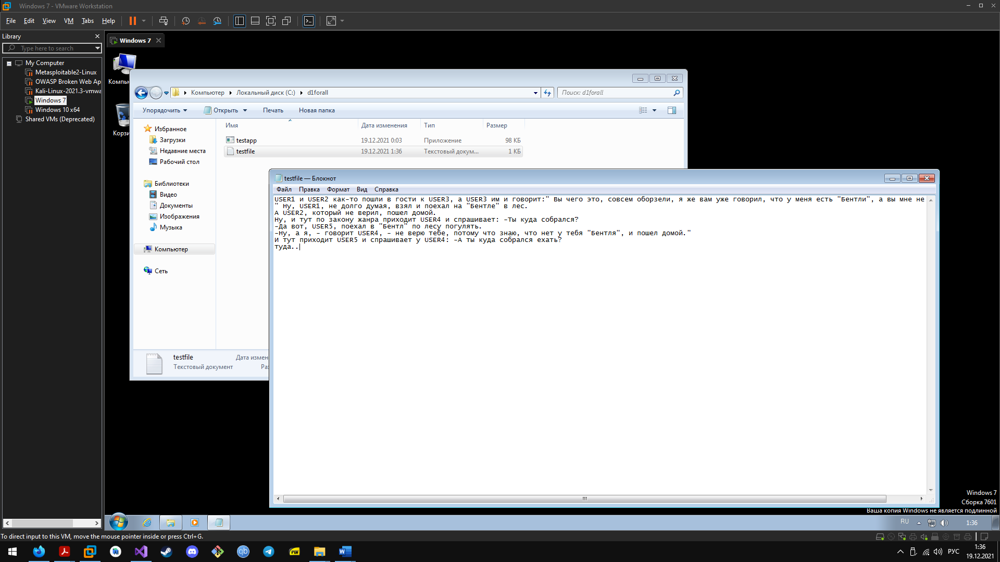 Windows 7 - VMware Workstation
File Edit View VM Tabs Help
Library
Type here to search
My Computer
Metasploitable2-Linux
OWASP Broken Web Ap
Kali-Linux-2021.3-vmwa
Windows 7
Windows 10 x64
Shared VMs (Deprecated)
Windows 7
Компь
Корзи
Компьютер Локальный диск (C:) d1forall
Поиск: d1forall
Упорядочить Открыть Печать Новая папка
Избранное
Загрузки
Недавние места
Рабочий стол
Библиотеки
Видео
Документы
Изображения
Музыка
Компьютер
Сеть
Имя Дата изменения Тип Размер
testapp 19.12.2021 0:03 Приложение 98 КБ
testfile 19.12.2021 1:36 Текстовый докум... 1 КБ
testfile Дата измен
Текстовый документ Раз
testfile — Блокнот
Файл Правка Формат Вид Справка
USER1 и USER2 как-то пошли в гости к USER3, а USER3 им и говорит:" Вы чего это, совсем оборзели, я же вам уже говорил, что у меня есть "Бентли", а вы мне не
" Ну, USER1, не долго думая, взял и поехал на "Бентле" в лес.
А USER2, который не верил, пошел домой.
Ну, и тут по закону жанра приходит USER4 и спрашивает: -Ты куда собрался?
-Да вот, USER5, поехал в "Бентл" по лесу погулять.
-Ну, а я, - говорит USER4, - не верю тебе, потому что знаю, что нет у тебя "Бентля", и пошел домой."
И тут приходит USER5 и спрашивает у USER4: -А ты куда собрался ехать?
туда..
Windows 7
Сборка 7601
Ваша копия Windows не является подлинной
RU 1:36
To direct input to this VM, move the mouse pointer inside or press Ctrl+G.
qb
PDF
W
РУС
1:36
19.12.2021